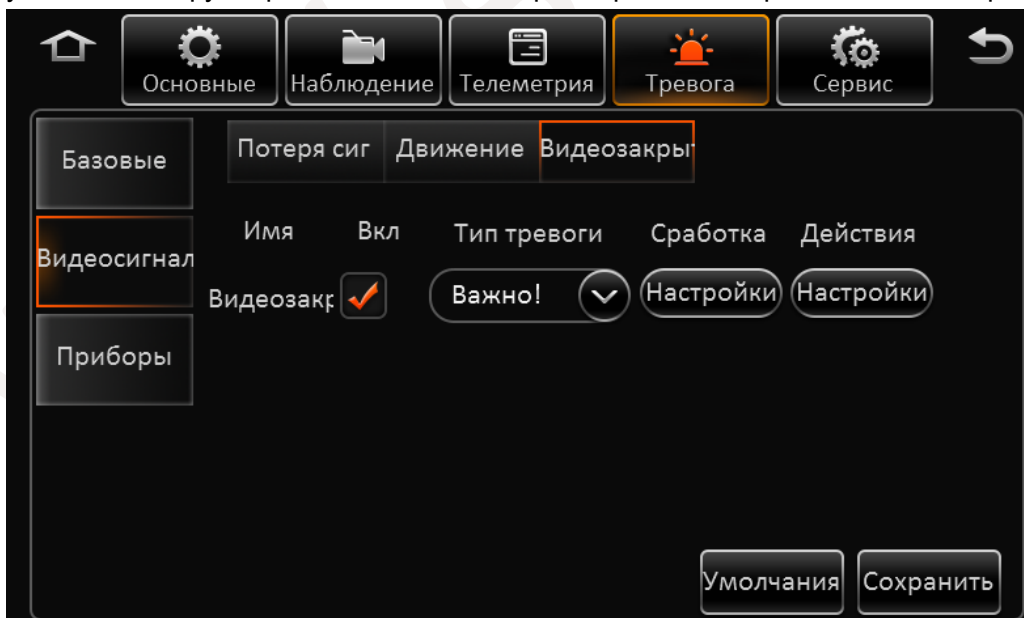 Основные Наблюдение Телеметрия Тревога Сервис
Потеря сиг Движение Видеозакрыт
Базовые
Имя Вкл Тип тревоги Сработка Действия
Видеосигнал
Видеозакр Важно! Настройки Настройки
Приборы
Умолчания Сохранить